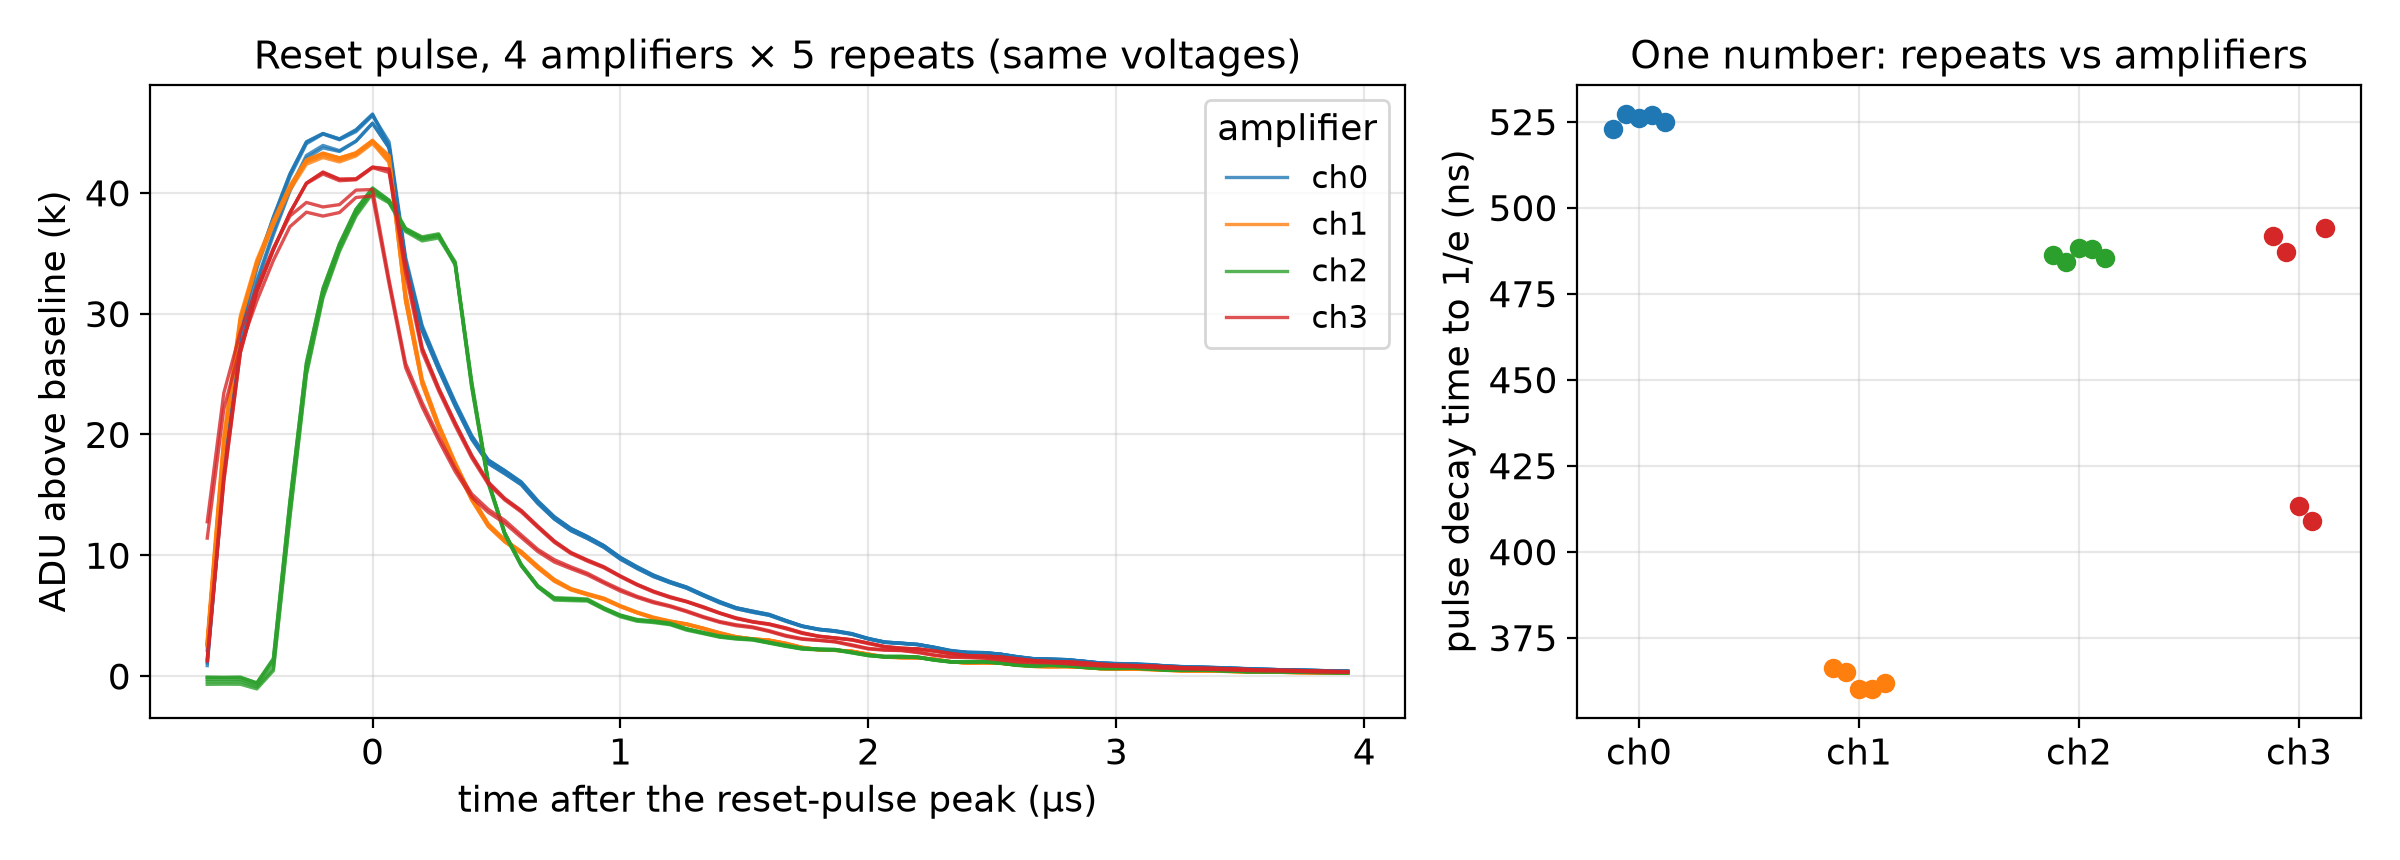 Reset pulse, 4 amplifiers × 5 repeats (same voltages)
ADU above baseline (k)
40
30
20
10
0
0 1 2 3 4
time after the reset-pulse peak (µs)
amplifier
ch0
ch1
ch2
ch3
One number: repeats vs amplifiers
pulse decay time to 1/e (ns)
525
500
475
450
425
400
375
ch0 ch1 ch2 ch3